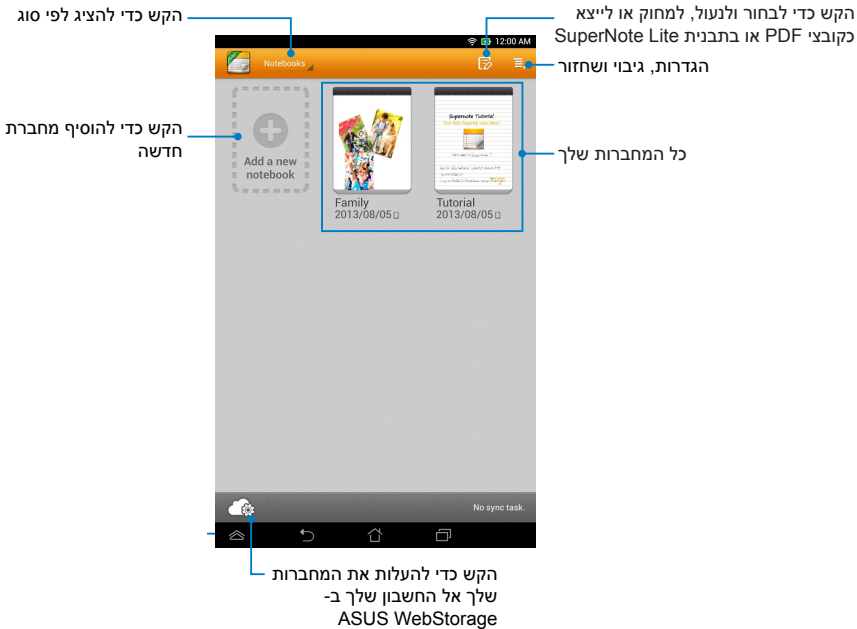 הקש כדי להציג לפי סוג
הקש כדי לבחור ולנעול, למחוק או לייצא
כקובצי PDF או בתבנית SuperNote Lite
הגדרות, גיבוי ושחזור
12:00 AM
Notebooks
הקש כדי להוסיף מחברת
חדשה
Add a new
notebook
Supernote Tutorial
כל המחברות שלך
Family
2013/08/05
Tutorial
2013/08/05
No sync task.
הקש כדי להעלות את המחברות
שלך אל החשבון שלך ב-
ASUS WebStorage